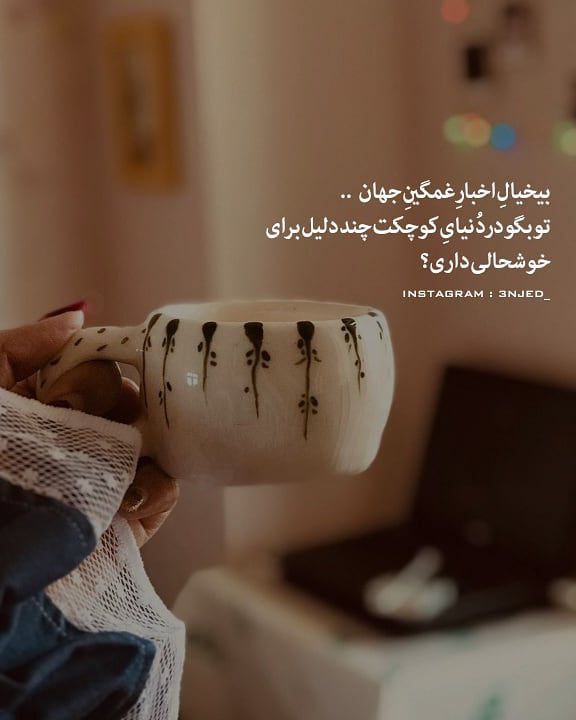 بیخیالِ اخبارِ غمگینِ جهان ..
تو بگو در دُنیایِ کوچکت چند دلیل برای
خوشحالی داری؟
INSTAGRAM : 3NJED_